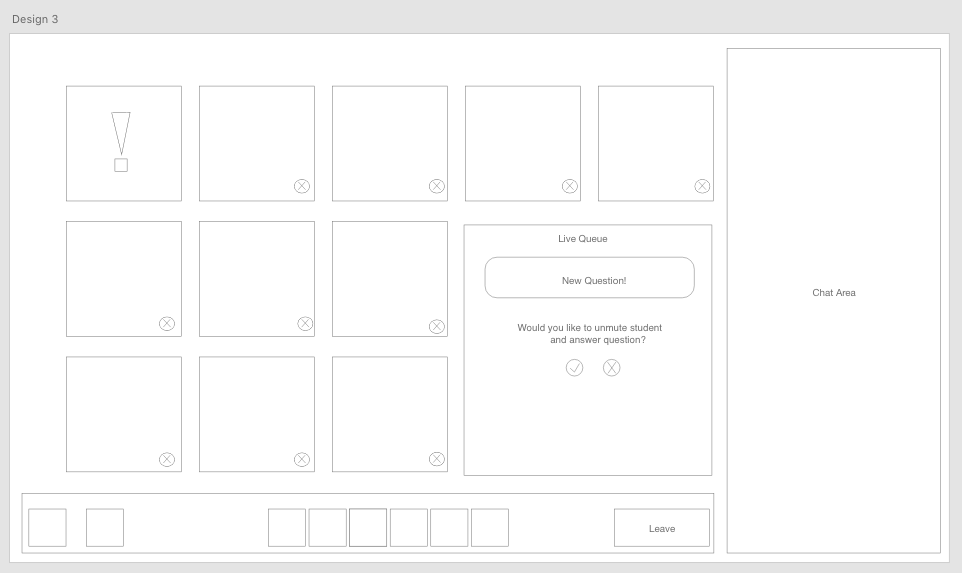 Design 3
Live Queue
New Question!
Would you like to unmute student
and answer question?
Chat Area
Leave